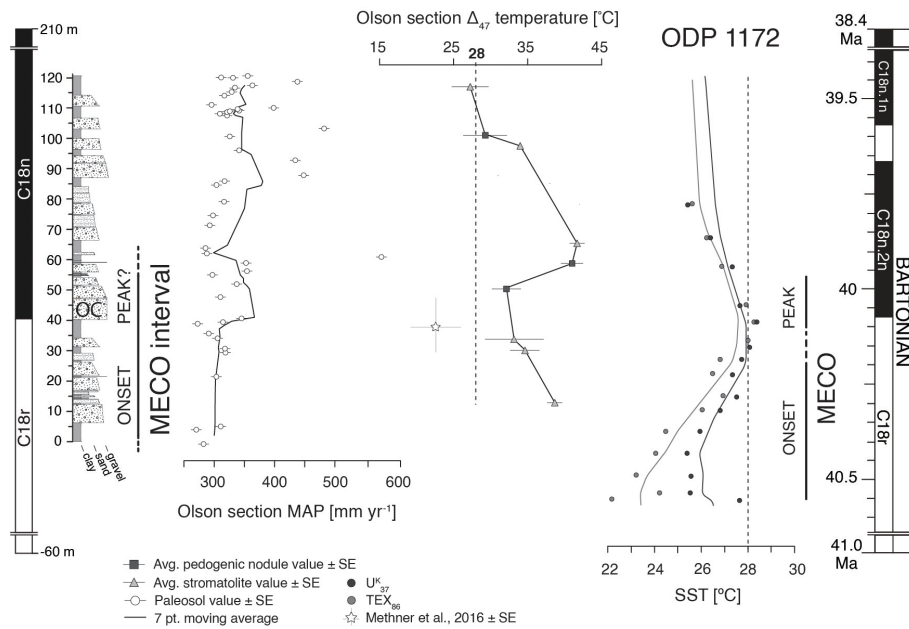 Olson section Δ47 temperature [°C]
15 25 28 35 45
ODP 1172
210 m
38.4
Ma
120
110
100
90
80
70
60
50
40
30
20
10
0
-60 m
C18n
C18r
OC
clay
sand
gravel
ONSET
PEAK?
MECO interval
300 400 500 600
Olson section MAP [mm yr-1]
PEAK
ONSET
MECO
C18n.1n
C18n.2n
C18r
39.5
40
40.5
41.0
Ma
BARTONIAN
22 24 26 28 30
SST [ºC]
Avg. pedogenic nodule value ± SE
Avg. stromatolite value ± SE
Paleosol value ± SE
7 pt. moving average
UK37
TEX86
Methner et al., 2016 ± SE